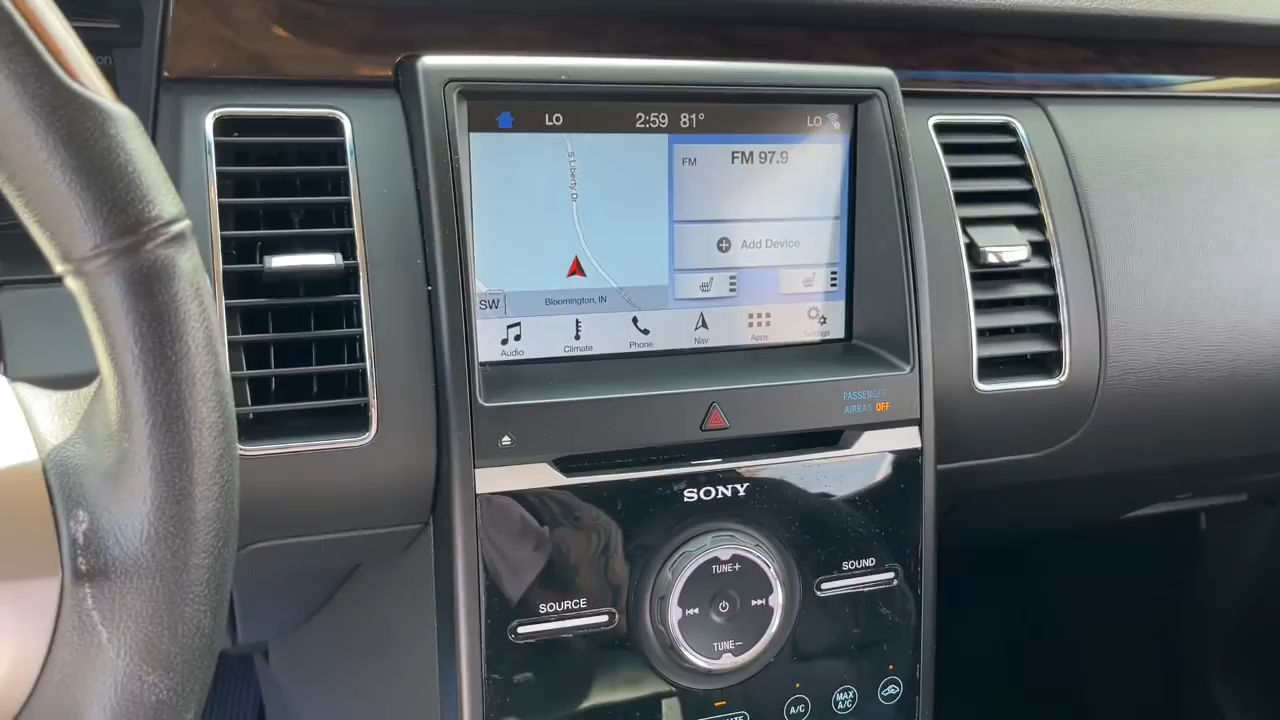 LO 2:59 81° LO
S Liberty Dr
FM FM 97.9
Add Device
SW Bloomington, IN
Audio Climate Phone Nav Apps Settings
PASSENGER
AIRBAG OFF
SONY
TUNE+
SOUND
SOURCE
TUNE–
A/C MAX
A/C